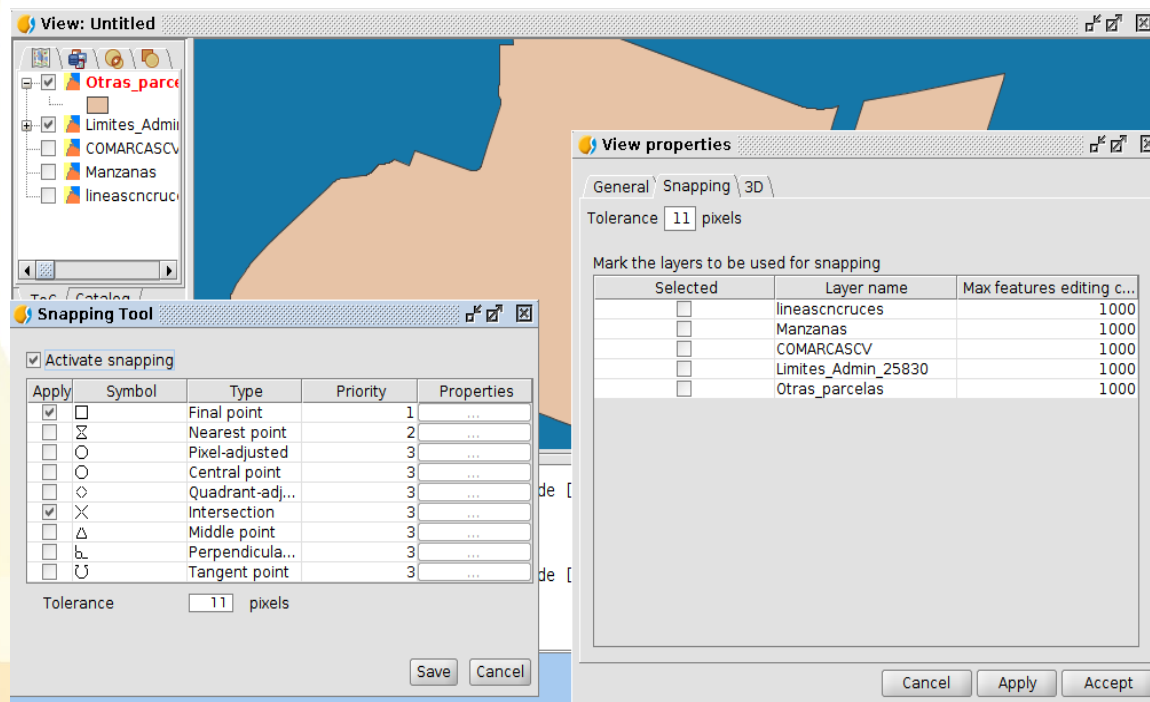 View: Untitled
Otras_parce
Limites_Admin
COMARCASCV
Manzanas
lineascncruc
ToC Catalog
View properties
General Snapping 3D
Tolerance 11 pixels
Mark the layers to be used for snapping
Selected Layer name Max features editing c...
lineascncruces 1000
Manzanas 1000
COMARCASCV 1000
Limites_Admin_25830 1000
Otras_parcelas 1000
Cancel Apply Accept
Snapping Tool
Activate snapping
Apply Symbol Type Priority Properties
Final point 1 ...
Nearest point 2 ...
Pixel-adjusted 3 ...
Central point 3 ...
Quadrant-adj... 3 ...
Intersection 3 ...
Middle point 3 ...
Perpendicula... 3 ...
Tangent point 3 ...
Tolerance 11 pixels
Save Cancel
de [
de [